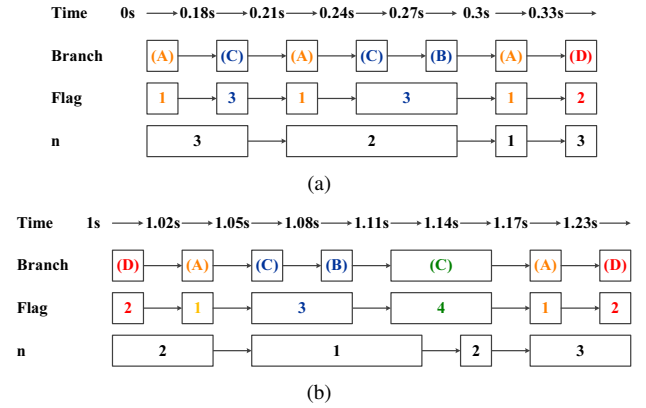 Time 0s 0.18s 0.21s 0.24s 0.27s 0.3s 0.33s
Branch (A) (C) (A) (C) (B) (A) (D)
Flag 1 3 1 3 1 2
n 3 2 1 3
(a)
Time 1s 1.02s 1.05s 1.08s 1.11s 1.14s 1.17s 1.23s
Branch (D) (A) (C) (B) (C) (A) (D)
Flag 2 1 3 4 1 2
n 2 1 2 3
(b)